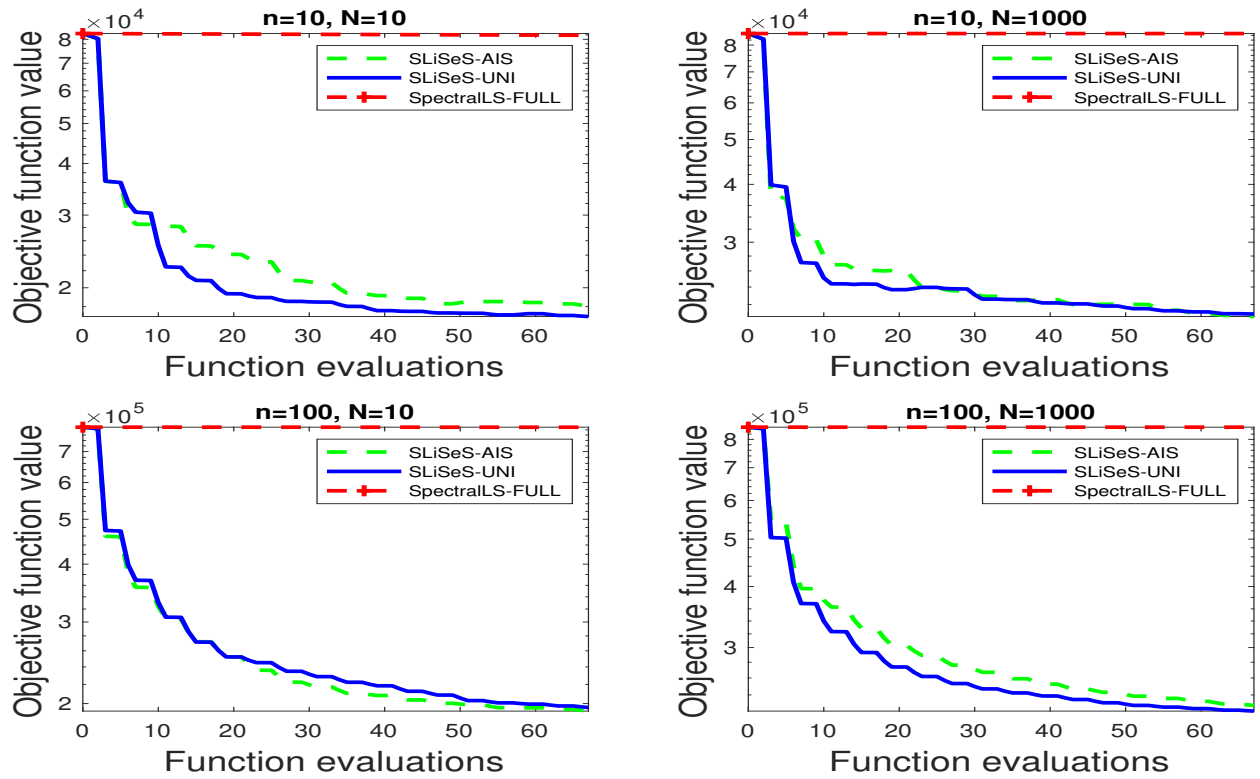 n=10, N=10
×10^4
8
7
6
5
4
3
2
Objective function value
SLiSeS-AIS
SLiSeS-UNI
SpectralLS-FULL
0 10 20 30 40 50 60
Function evaluations
n=10, N=1000
×10^4
8
7
6
5
4
3
Objective function value
SLiSeS-AIS
SLiSeS-UNI
SpectralLS-FULL
0 10 20 30 40 50 60
Function evaluations
n=100, N=10
×10^5
7
6
5
4
3
2
Objective function value
SLiSeS-AIS
SLiSeS-UNI
SpectralLS-FULL
0 10 20 30 40 50 60
Function evaluations
n=100, N=1000
×10^5
8
7
6
5
4
3
Objective function value
SLiSeS-AIS
SLiSeS-UNI
SpectralLS-FULL
0 10 20 30 40 50 60
Function evaluations